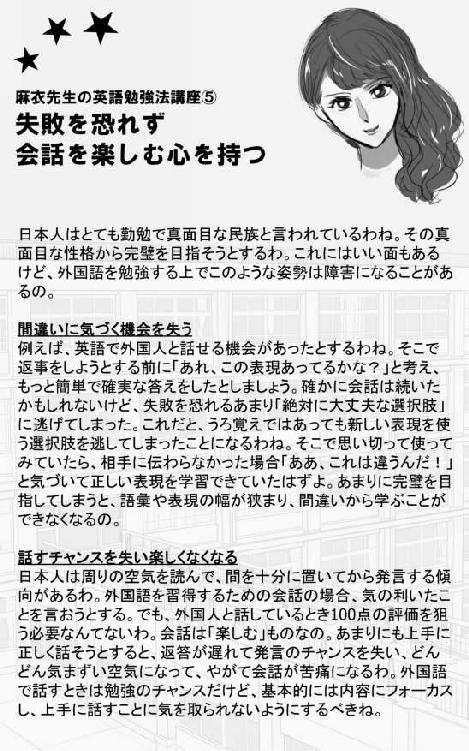 麻衣先生の英語勉強法講座⑤
失敗を恐れず
会話を楽しむ心を持つ
日本人はとても勤勉で真面目な民族と言われているわね。その真
面目な性格から完璧を目指そうとするわ。これにはいい面もある
けど、外国語を勉強する上でこのような姿勢は障害になることがあ
るの。
間違いに気づく機会を失う
例えば、英語で外国人と話せる機会があったとするわね。そこで
返事をしようとする前に「あれ、この表現あってるかな？」と考え、
もっと簡単で確実な答えをしたとしましょう。確かに会話は続いた
かもしれないけど、失敗を恐れるあまり「絶対に大丈夫な選択肢」
に逃げてしまった。これだと、うろ覚えではあっても新しい表現を使
う選択肢を逃してしまったことになるわね。そこで思い切って使って
みていたら、相手に伝わらなかった場合「ああ、これは違うんだ！」
と気づいて正しい表現を学習できていたはずよ。あまりに完璧を目
指してしまうと、語彙や表現の幅が狭まり、間違いから学ぶことが
できなくなるの。
話すチャンスを失い楽しくなくなる
日本人は周りの空気を読んで、間を十分に置いてから発言する傾
向があるわ。外国語を習得するための会話の場合、気の利いたこ
とを言おうとする。でも、外国人と話しているとき100点の評価を狙
う必要なんてないわ。会話は「楽しむ」ものなの。あまりにも上手に
正しく話そうとすると、返答が遅れて発言のチャンスを失い、どん
どん気まずい空気になって、やがて会話が苦痛になるわ。外国語
で話すときは勉強のチャンスだけど、基本的には内容にフォーカス
し、上手に話すことに気を取られないようにするべきね。